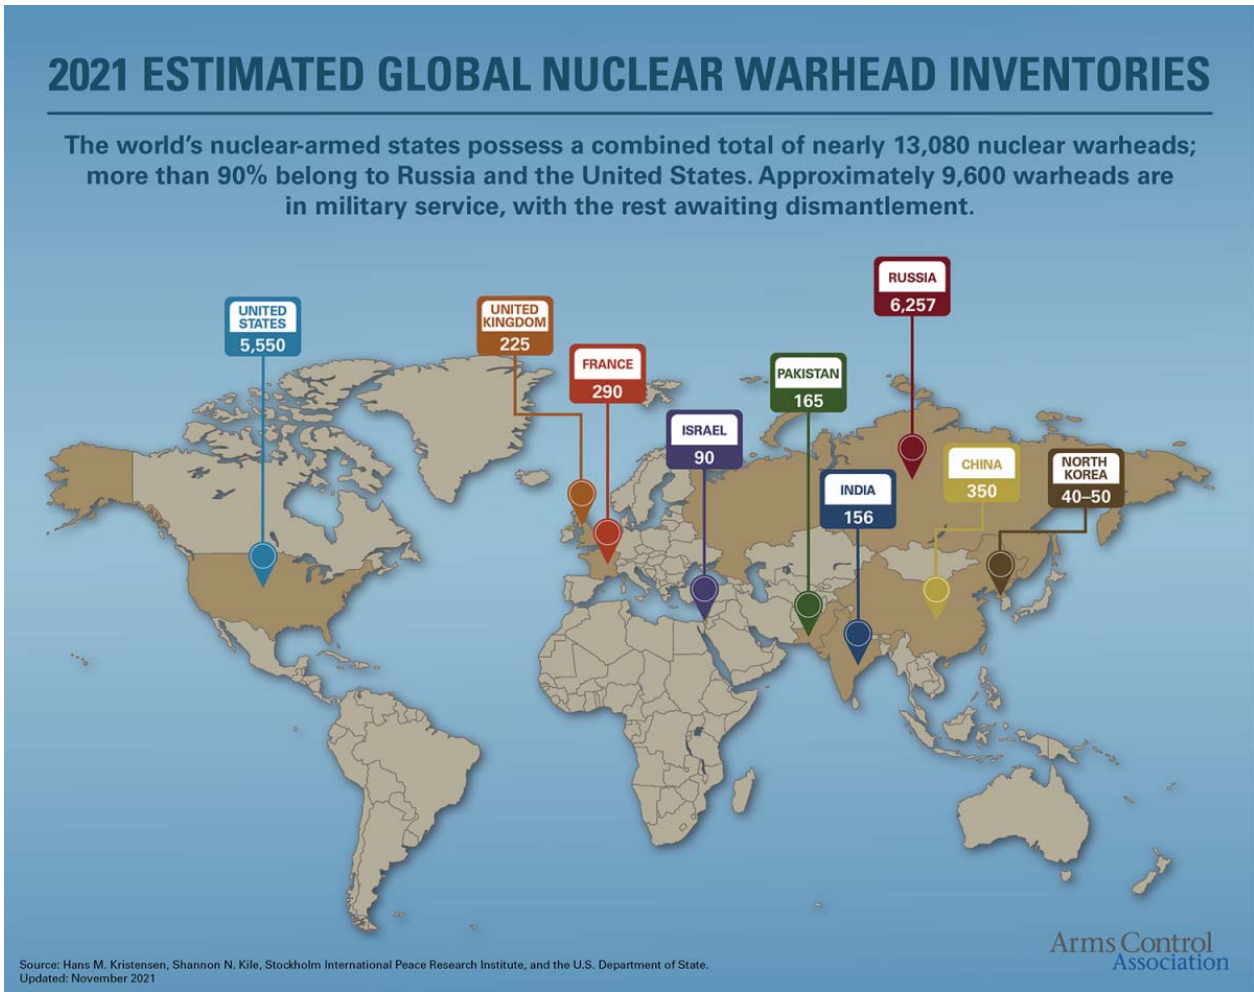 2021 ESTIMATED GLOBAL NUCLEAR WARHEAD INVENTORIES
The world's nuclear-armed states possess a combined total of nearly 13,080 nuclear warheads;
more than 90% belong to Russia and the United States. Approximately 9,600 warheads are
in military service, with the rest awaiting dismantlement.
UNITED
STATES
5,550
UNITED
KINGDOM
225
FRANCE
290
ISRAEL
90
PAKISTAN
165
INDIA
156
RUSSIA
6,257
CHINA
350
NORTH
KOREA
40–50
Source: Hans M. Kristensen, Shannon N. Kile, Stockholm International Peace Research Institute, and the U.S. Department of State.
Updated: November 2021
Arms Control
Association